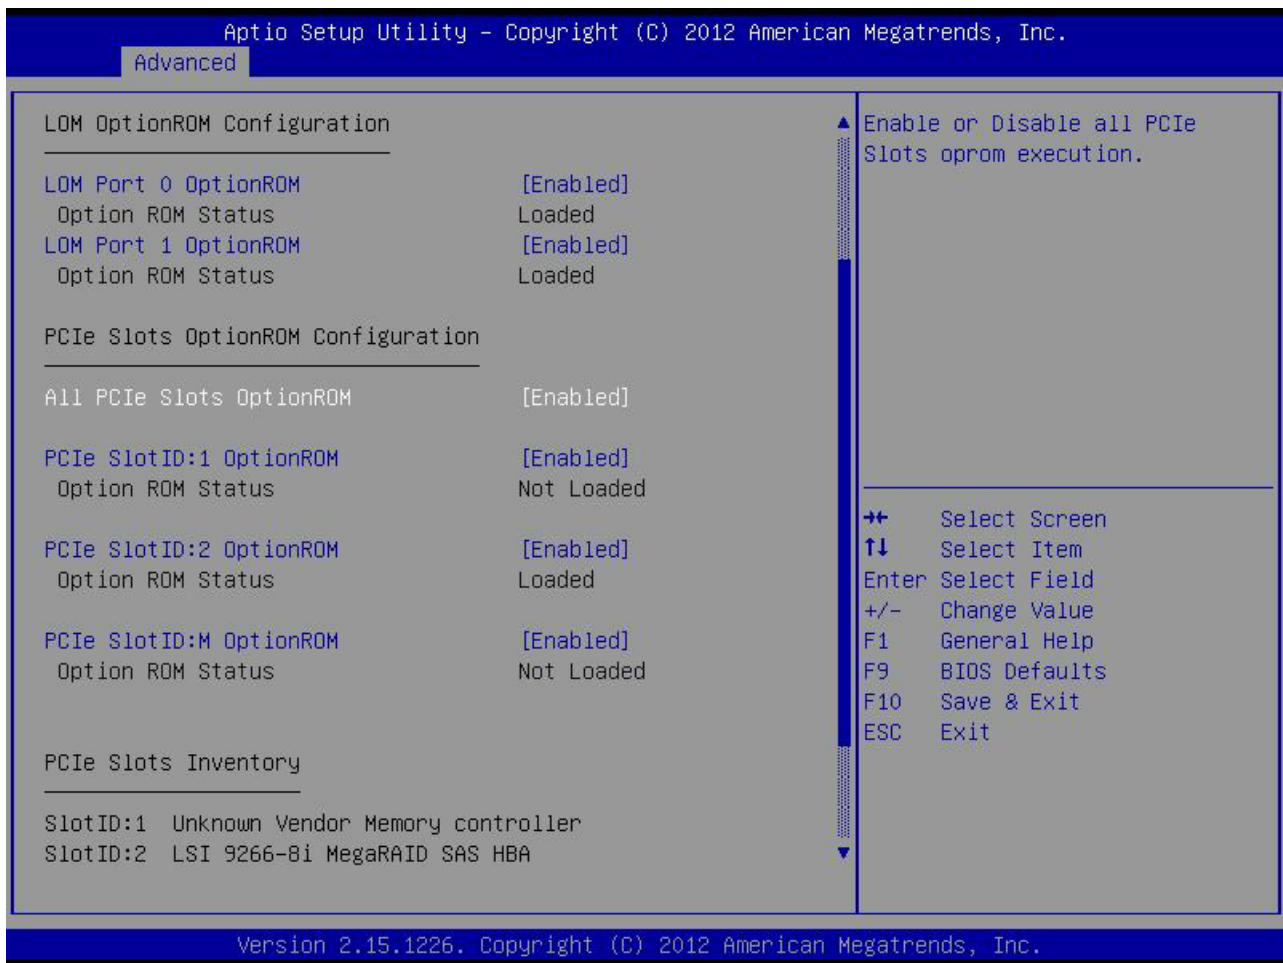 Aptio Setup Utility – Copyright (C) 2012 American Megatrends, Inc.
Advanced
LOM OptionROM Configuration
LOM Port 0 OptionROM [Enabled]
Option ROM Status Loaded
LOM Port 1 OptionROM [Enabled]
Option ROM Status Loaded
PCIe Slots OptionROM Configuration
All PCIe Slots OptionROM [Enabled]
PCIe SlotID:1 OptionROM [Enabled]
Option ROM Status Not Loaded
PCIe SlotID:2 OptionROM [Enabled]
Option ROM Status Loaded
PCIe SlotID:M OptionROM [Enabled]
Option ROM Status Not Loaded
PCIe Slots Inventory
SlotID:1 Unknown Vendor Memory controller
SlotID:2 LSI 9266-8i MegaRAID SAS HBA
Enable or Disable all PCIe
Slots oprom execution.
→← Select Screen
↑↓ Select Item
Enter Select Field
+/- Change Value
F1 General Help
F9 BIOS Defaults
F10 Save & Exit
ESC Exit
Version 2.15.1226. Copyright (C) 2012 American Megatrends, Inc.